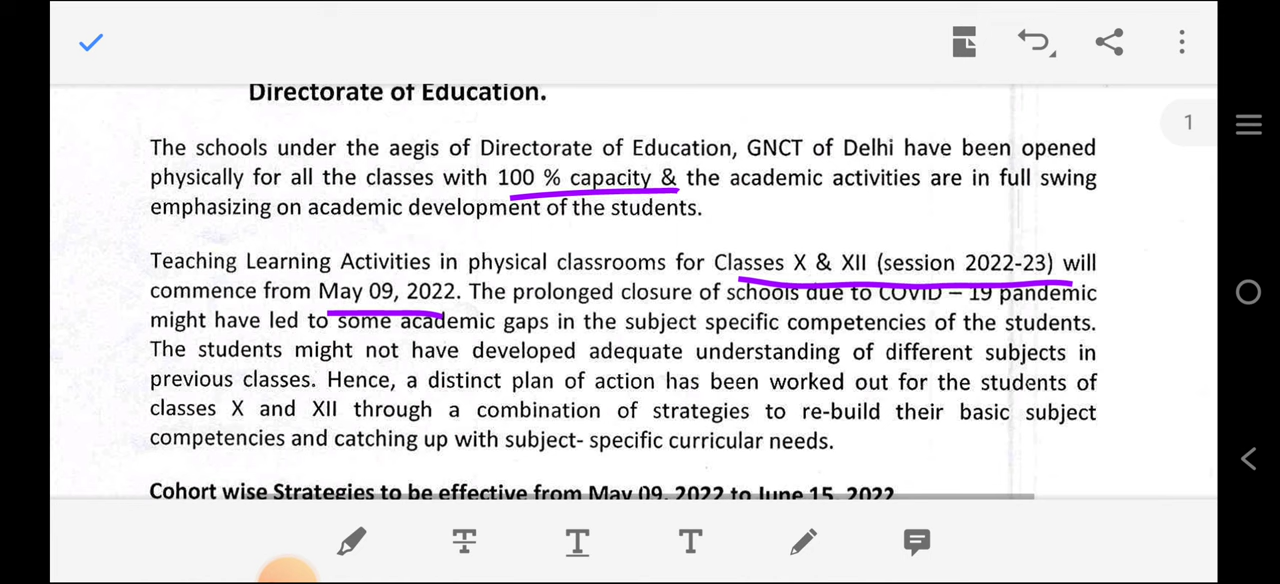 Directorate of Education.
1
The schools under the aegis of Directorate of Education, GNCT of Delhi have been opened
physically for all the classes with 100 % capacity & the academic activities are in full swing
emphasizing on academic development of the students.
Teaching Learning Activities in physical classrooms for Classes X & XII (session 2022-23) will
commence from May 09, 2022. The prolonged closure of schools due to COVID – 19 pandemic
might have led to some academic gaps in the subject specific competencies of the students.
The students might not have developed adequate understanding of different subjects in
previous classes. Hence, a distinct plan of action has been worked out for the students of
classes X and XII through a combination of strategies to re-build their basic subject
competencies and catching up with subject- specific curricular needs.
Cohort wise Strategies to be effective from May 09, 2022 to June 15, 2022
T
T
T